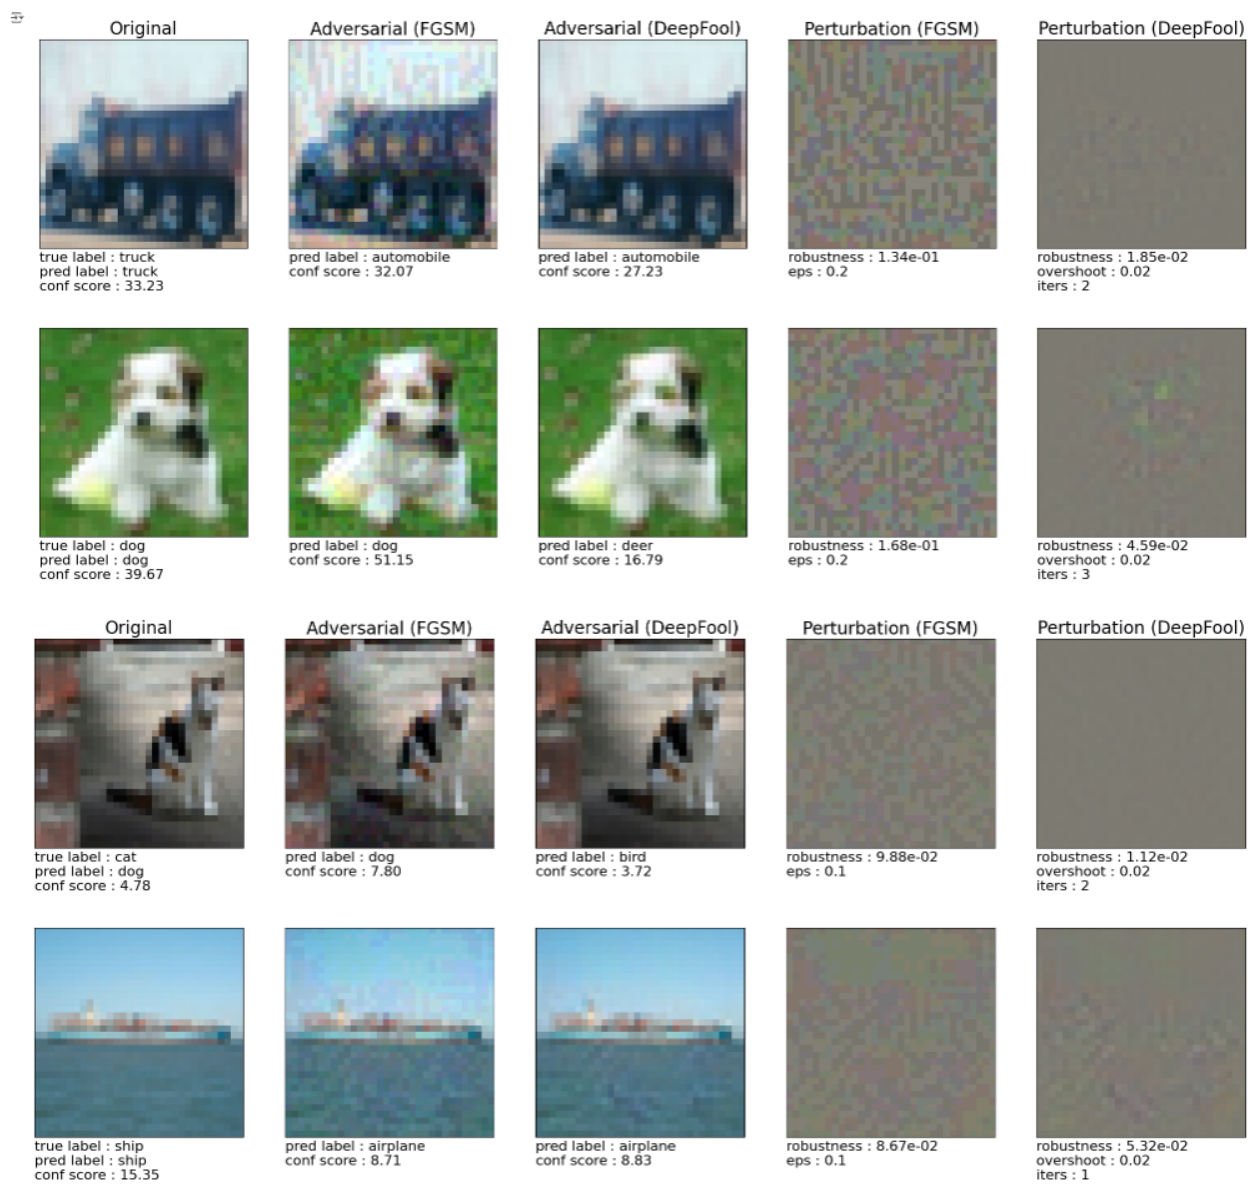 Original Adversarial (FGSM) Adversarial (DeepFool) Perturbation (FGSM) Perturbation (DeepFool)
true label : truck
pred label : truck
conf score : 33.23
pred label : automobile
conf score : 32.07
pred label : automobile
conf score : 27.23
robustness : 1.34e-01
eps : 0.2
robustness : 1.85e-02
overshoot : 0.02
iters : 2
true label : dog
pred label : dog
conf score : 39.67
pred label : dog
conf score : 51.15
pred label : deer
conf score : 16.79
robustness : 1.68e-01
eps : 0.2
robustness : 4.59e-02
overshoot : 0.02
iters : 3
Original Adversarial (FGSM) Adversarial (DeepFool) Perturbation (FGSM) Perturbation (DeepFool)
true label : cat
pred label : dog
conf score : 4.78
pred label : dog
conf score : 7.80
pred label : bird
conf score : 3.72
robustness : 9.88e-02
eps : 0.1
robustness : 1.12e-02
overshoot : 0.02
iters : 2
true label : ship
pred label : ship
conf score : 15.35
pred label : airplane
conf score : 8.71
pred label : airplane
conf score : 8.83
robustness : 8.67e-02
eps : 0.1
robustness : 5.32e-02
overshoot : 0.02
iters : 1